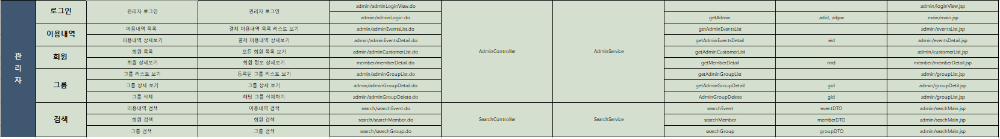 관
리
자
로그인
관리자 로그인
관리자 로그인
admin/adminLoginView.do
admin/loginView.jsp
admin/adminLogin.do
getAdmin
adid, adpw
main/main.jsp
이용내역
이용내역 목록
결제 이용내역 목록 리스트 보기
admin/adminEventsList.do
getAdminEventsList
admin/eventsList.jsp
이용내역 상세보기
결제 이용내역 상세보기
admin/adminEventsDetail.do
getAdminEventsDetail
eid
admin/eventsDetail.jsp
AdminController
AdminService
회원
회원 목록
모든 회원 목록 보기
admin/adminCustomerList.do
getAdminCustomerList
admin/customerList.jsp
회원 상세보기
회원 정보 상세보기
member/memberDetail.do
getMemberDetail
mid
member/memberDetail.jsp
그룹
그룹 리스트 보기
등록된 그룹 리스트 보기
admin/adminGroupList.do
getAdminGroupList
admin/groupList.jsp
그룹 상세 보기
그룹 상세 보기
admin/adminGroupDetail.do
getAdminGroupDetail
gid
admin/groupDetil.jsp
그룹 삭제
해당 그룹 삭제하기
admin/adminGroupDelete.do
AdminGroupDelete
gid
admin/groupList.jsp
검색
이용내역 검색
이용내역 검색
search/searchEvent.do
searchEvent
eventDTO
admin/seachMain.jsp
회원 검색
회원 검색
search/searchMember.do
SearchController
SearchService
searchMember
memberDTO
admin/seachMain.jsp
그룹 검색
그룹 검색
search/searchGroup.do
searchGroup
groupDTO
admin/seachMain.jsp